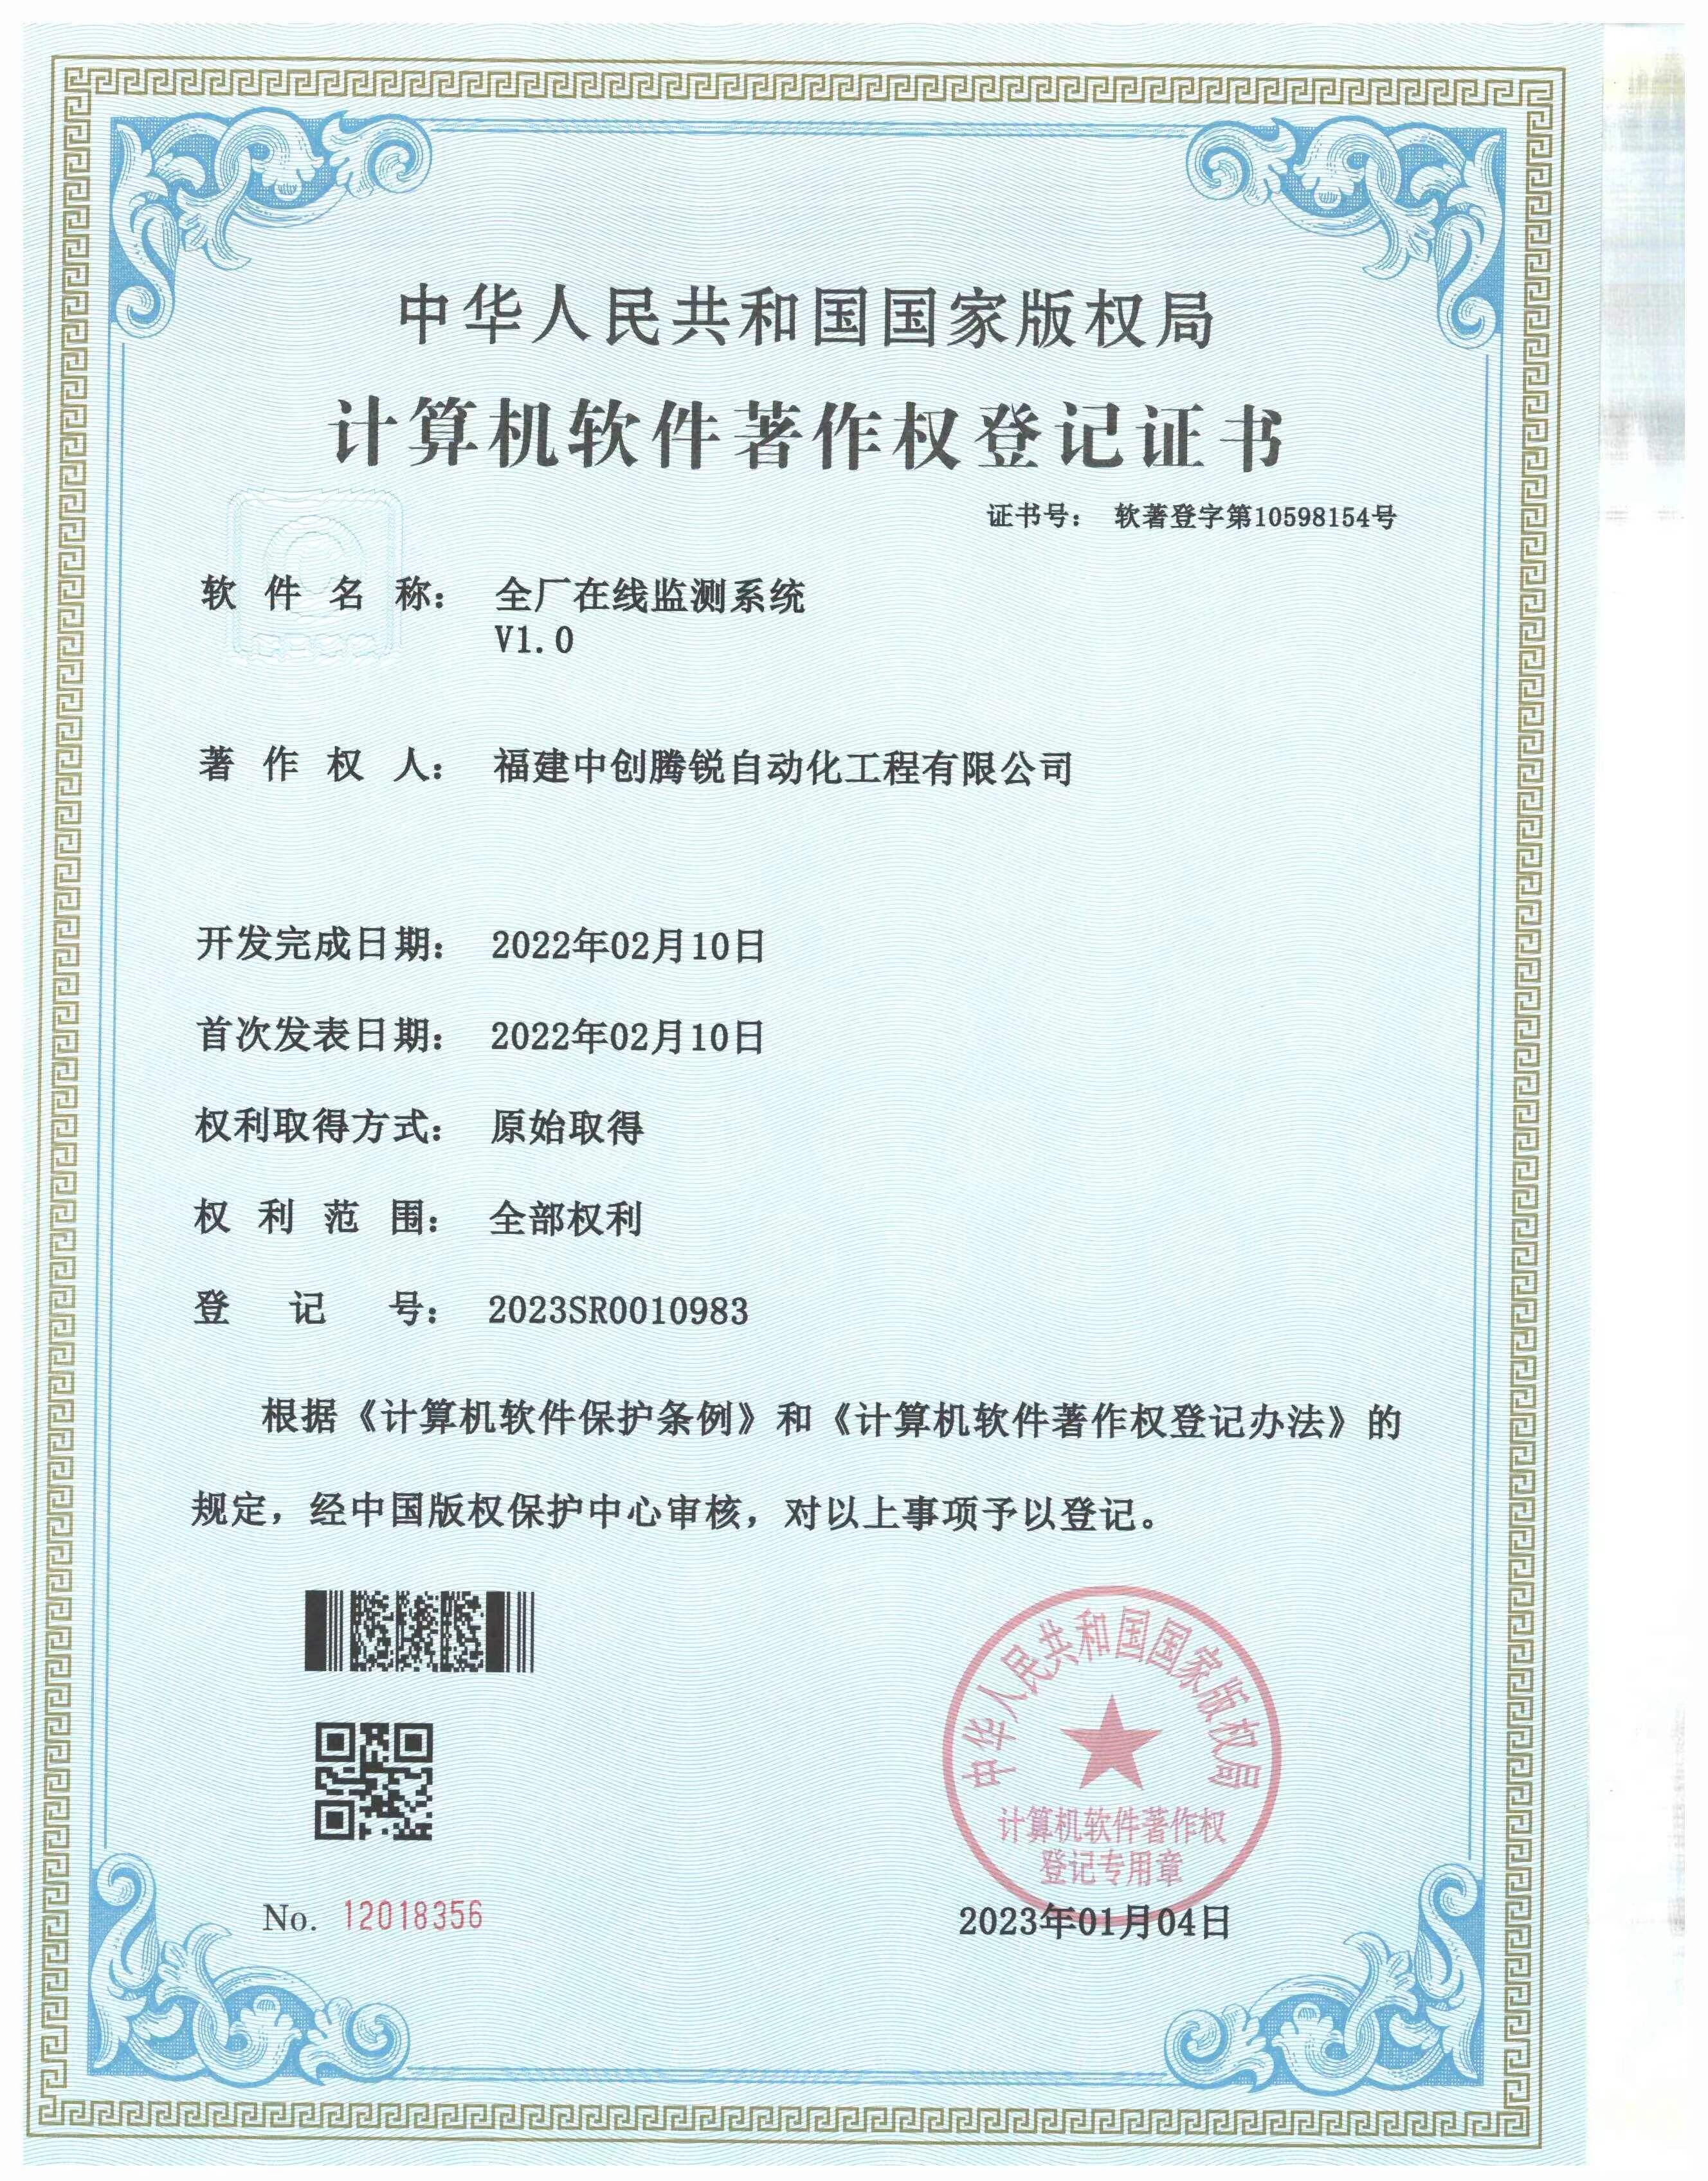 中华人民共和国国家版权局
计算机软件著作权登记证书
证书号： 软著登字第10598154号
软件名称： 全厂在线监测系统
V1.0
著作权人： 福建中创腾锐自动化工程有限公司
开发完成日期： 2022年02月10日
首次发表日期： 2022年02月10日
权利取得方式： 原始取得
权利范围： 全部权利
登记号： 2023SR0010983
根据《计算机软件保护条例》和《计算机软件著作权登记办法》的
规定，经中国版权保护中心审核，对以上事项予以登记。
中华人民共和国国家版权局
计算机软件著作权
登记专用章
No. 12018356
2023年01月04日